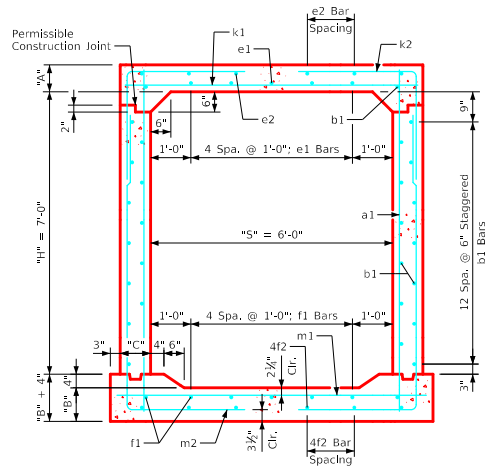 e2 Bar
Spacing
Permissible
Construction Joint
k1
e1
k2
"A"
2"
6"
6"
e2
b1
9"
1'-0"
4 Spa. @ 1'-0"; e1 Bars
1'-0"
"H" = 7'-0"
a1
"S" = 6'-0"
b1
12 Spa. @ 6" Staggered
b1 Bars
1'-0"
4 Spa. @ 1'-0"; f1 Bars
1'-0"
3"
"C"
4"
6"
4f2
m1
2¼"
Clr.
3"
"B" + 4"
4"
"B"
f1
m2
3½"
Clr.
4f2 Bar
Spacing